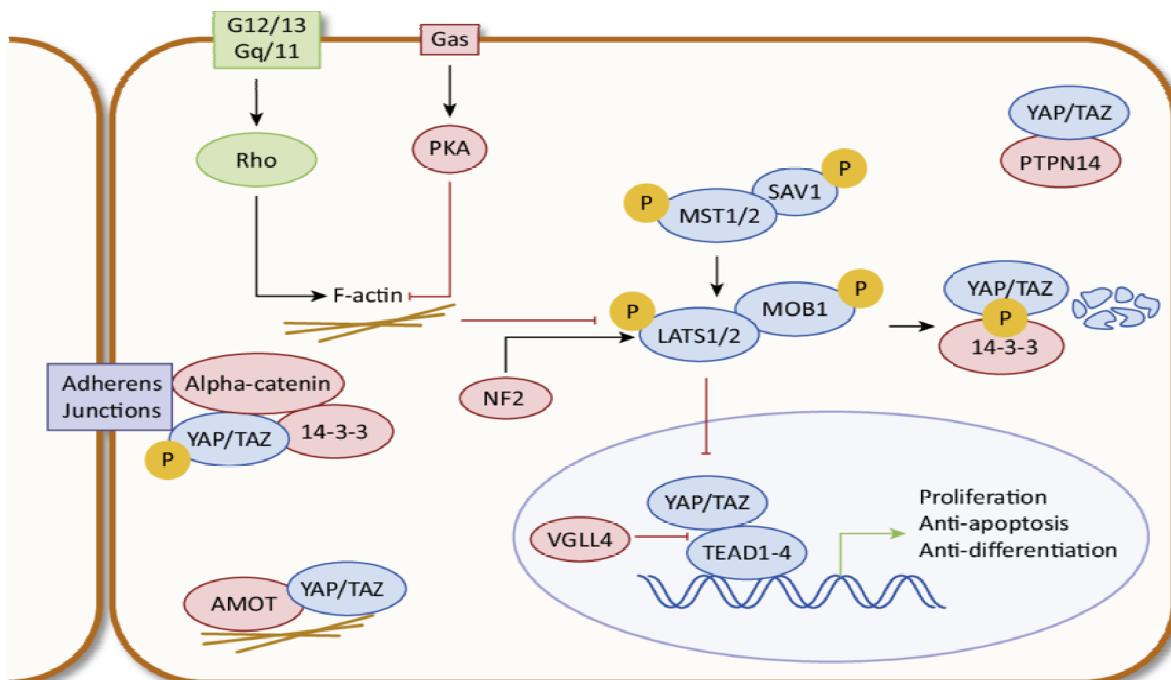 G12/13
Gq/11
Gas
Rho
PKA
F-actin
YAP/TAZ
PTPN14
P
SAV1
P
MST1/2
P
MOB1
P
LATS1/2
NF2
YAP/TAZ
P
14-3-3
Adherens
Junctions
Alpha-catenin
14-3-3
YAP/TAZ
P
AMOT
YAP/TAZ
VGLL4
YAP/TAZ
TEAD1-4
Proliferation
Anti-apoptosis
Anti-differentiation